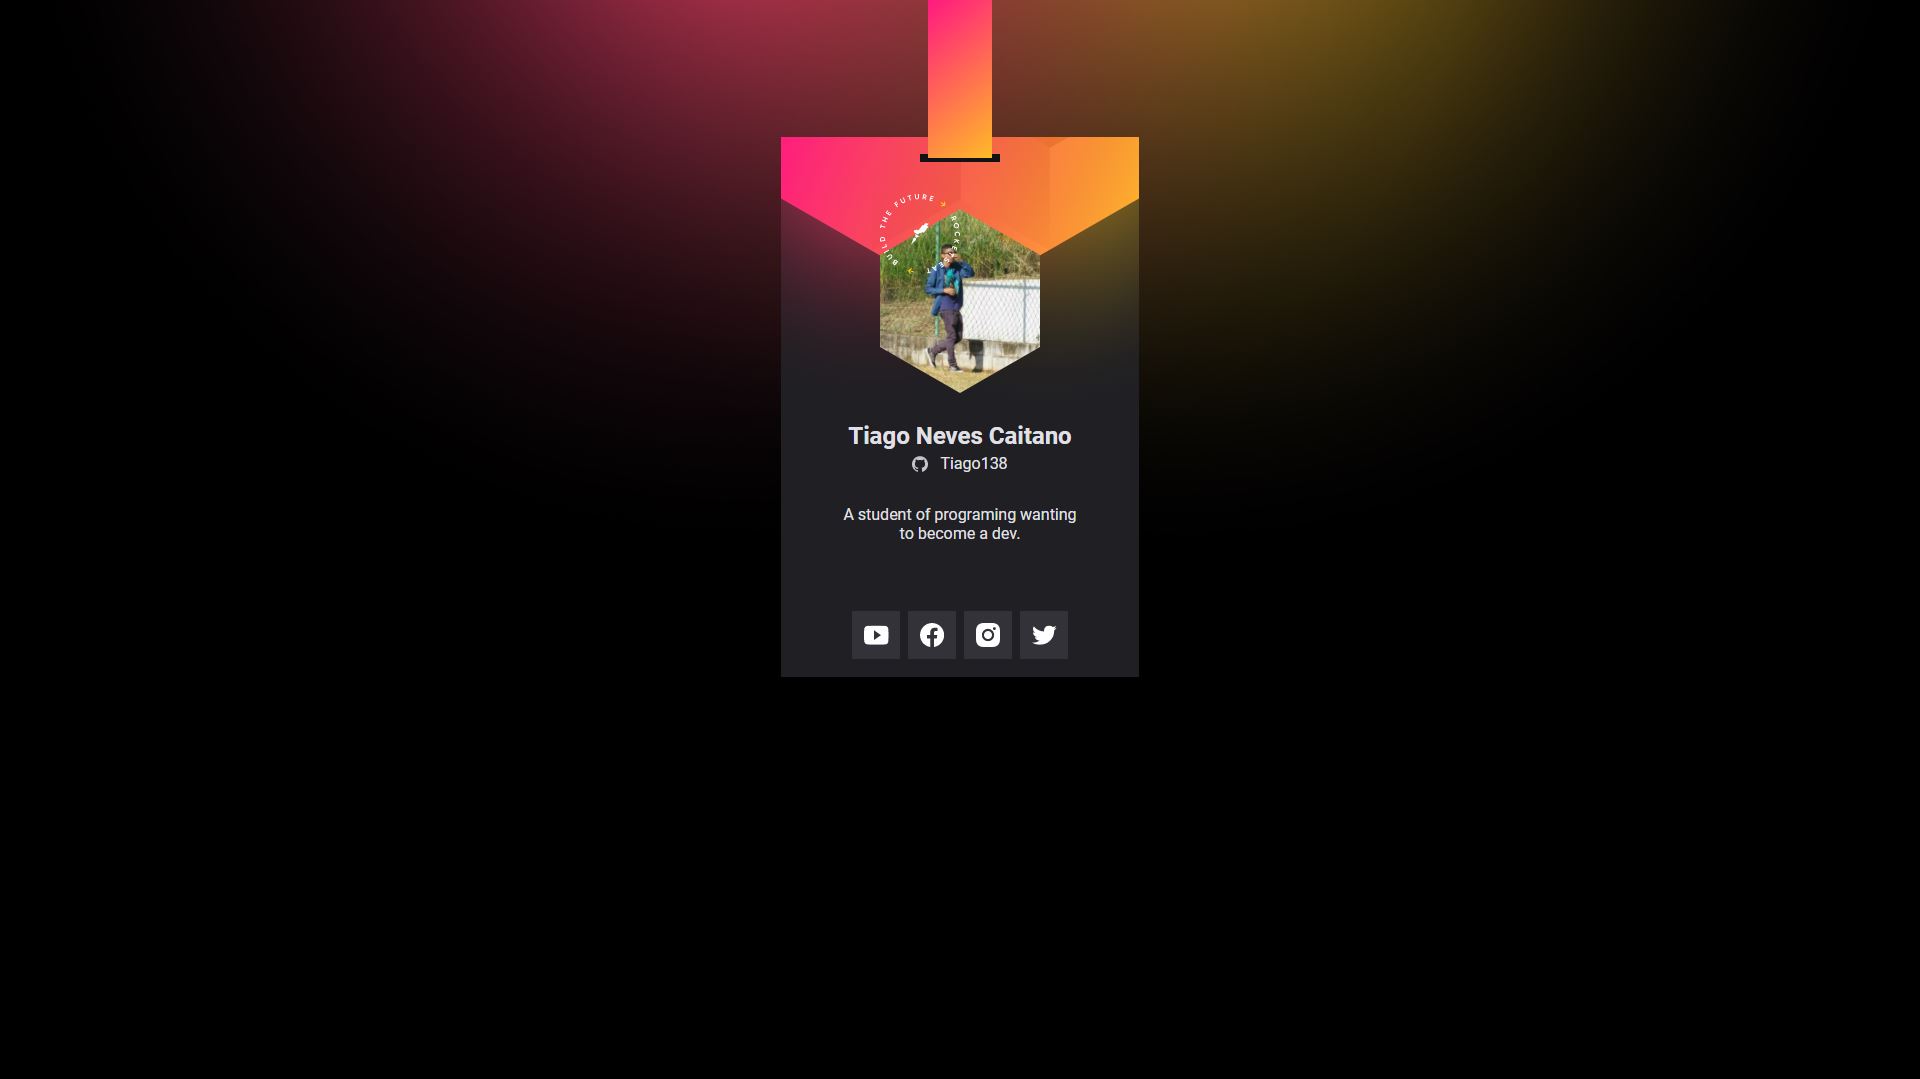 BUILD THE FUTURE
ROCKETSEAT
Tiago Neves Caitano
Tiago138
A student of programing wanting
to become a dev.